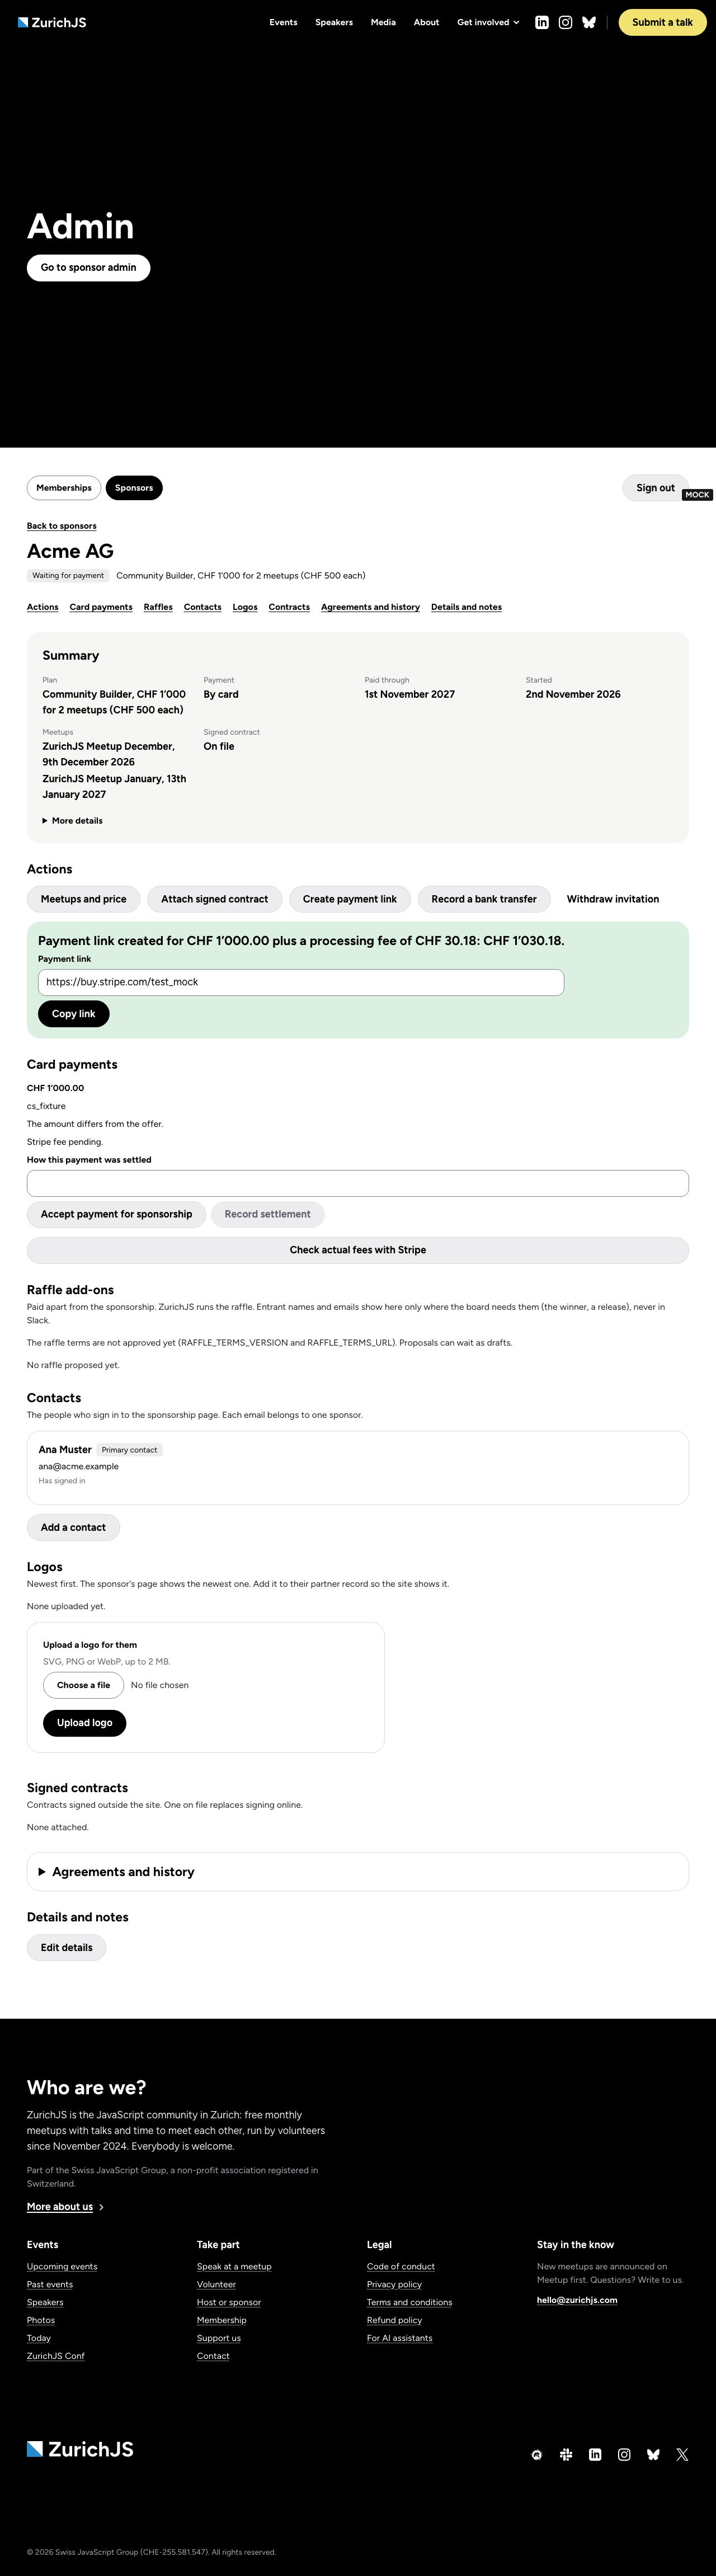 ZurichJS
Events
Speakers
Media
About
Get involved
Submit a talk
Admin
Go to sponsor admin
Memberships
Sponsors
Sign out
MOCK
Back to sponsors
Acme AG
Waiting for payment
Community Builder, CHF 1'000 for 2 meetups (CHF 500 each)
Actions
Card payments
Raffles
Contacts
Logos
Contracts
Agreements and history
Details and notes
Summary
Plan
Community Builder, CHF 1'000
for 2 meetups (CHF 500 each)
Payment
By card
Paid through
1st November 2027
Started
2nd November 2026
Meetups
ZurichJS Meetup December,
9th December 2026
ZurichJS Meetup January, 13th
January 2027
Signed contract
On file
More details
Actions
Meetups and price
Attach signed contract
Create payment link
Record a bank transfer
Withdraw invitation
Payment link created for CHF 1'000.00 plus a processing fee of CHF 30.18: CHF 1'030.18.
Payment link
https://buy.stripe.com/test_mock
Copy link
Card payments
CHF 1'000.00
cs_fixture
The amount differs from the offer.
Stripe fee pending.
How this payment was settled
Accept payment for sponsorship
Record settlement
Check actual fees with Stripe
Raffle add-ons
Paid apart from the sponsorship. ZurichJS runs the raffle. Entrant names and emails show here only where the board needs them (the winner, a release), never in
Slack.
The raffle terms are not approved yet (RAFFLE_TERMS_VERSION and RAFFLE_TERMS_URL). Proposals can wait as drafts.
No raffle proposed yet.
Contacts
The people who sign in to the sponsorship page. Each email belongs to one sponsor.
Ana Muster
Primary contact
ana@acme.example
Has signed in
Add a contact
Logos
Newest first. The sponsor's page shows the newest one. Add it to their partner record so the site shows it.
None uploaded yet.
Upload a logo for them
SVG, PNG or WebP, up to 2 MB.
Choose a file
No file chosen
Upload logo
Signed contracts
Contracts signed outside the site. One on file replaces signing online.
None attached.
Agreements and history
Details and notes
Edit details
Who are we?
ZurichJS is the JavaScript community in Zurich: free monthly
meetups with talks and time to meet each other, run by volunteers
since November 2024. Everybody is welcome.
Part of the Swiss JavaScript Group, a non-profit association registered in
Switzerland.
More about us
Events
Upcoming events
Past events
Speakers
Photos
Today
ZurichJS Conf
Take part
Speak at a meetup
Volunteer
Host or sponsor
Membership
Support us
Contact
Legal
Code of conduct
Privacy policy
Terms and conditions
Refund policy
For AI assistants
Stay in the know
New meetups are announced on
Meetup first. Questions? Write to us.
hello@zurichjs.com
ZurichJS
© 2026 Swiss JavaScript Group (CHE-255.581.547). All rights reserved.